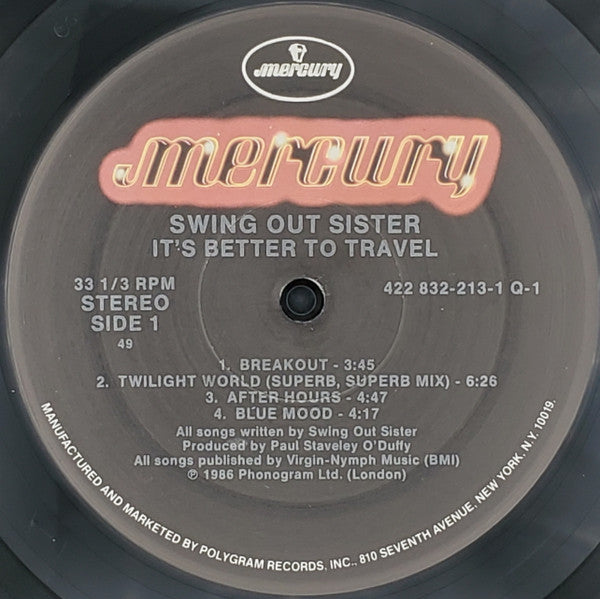 mercury
mercury
SWING OUT SISTER
IT'S BETTER TO TRAVEL
33 1/3 RPM
STEREO
SIDE 1
49
422 832-213-1 Q-1
1. BREAKOUT - 3:45
2. TWILIGHT WORLD (SUPERB, SUPERB MIX) - 6:26
3. AFTER HOURS - 4:47
4. BLUE MOOD - 4:17
All songs written by Swing Out Sister
Produced by Paul Staveley O'Duffy
All songs published by Virgin-Nymph Music (BMI)
℗ 1986 Phonogram Ltd. (London)
MANUFACTURED AND MARKETED BY POLYGRAM RECORDS, INC., 810 SEVENTH AVENUE, NEW YORK, N.Y. 10019.